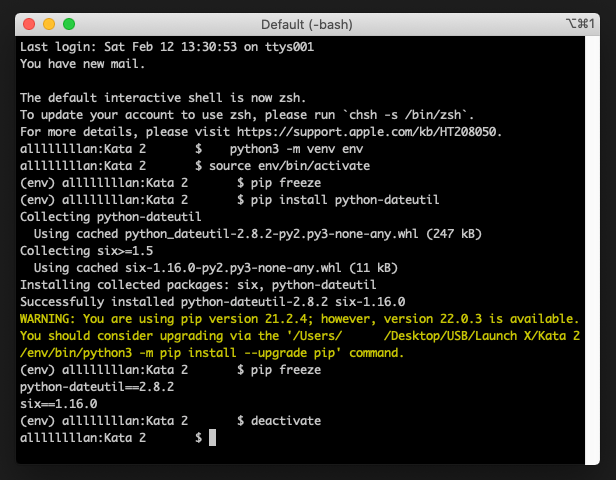 Default (-bash)
⌥⌘1
Last login: Sat Feb 12 13:30:53 on ttys001
You have new mail.

The default interactive shell is now zsh.
To update your account to use zsh, please run `chsh -s /bin/zsh`.
For more details, please visit https://support.apple.com/kb/HT208050.
allllllllan:Kata 2       $    python3 -m venv env
allllllllan:Kata 2       $ source env/bin/activate
(env) allllllllan:Kata 2       $ pip freeze
(env) allllllllan:Kata 2       $ pip install python-dateutil
Collecting python-dateutil
  Using cached python_dateutil-2.8.2-py2.py3-none-any.whl (247 kB)
Collecting six>=1.5
  Using cached six-1.16.0-py2.py3-none-any.whl (11 kB)
Installing collected packages: six, python-dateutil
Successfully installed python-dateutil-2.8.2 six-1.16.0
WARNING: You are using pip version 21.2.4; however, version 22.0.3 is available.
You should consider upgrading via the '/Users/      /Desktop/USB/Launch X/Kata 2
/env/bin/python3 -m pip install --upgrade pip' command.
(env) allllllllan:Kata 2       $ pip freeze
python-dateutil==2.8.2
six==1.16.0
(env) allllllllan:Kata 2       $ deactivate
allllllllan:Kata 2       $